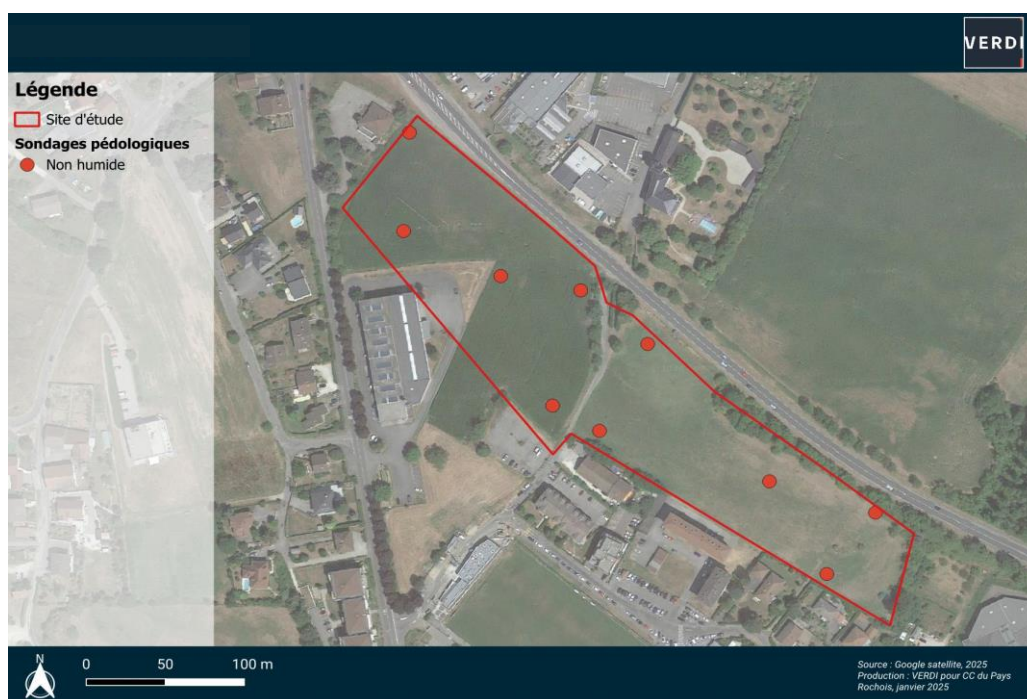 VERDI
Légende
Site d'étude
Sondages pédologiques
Non humide
N
0 50 100 m
Source : Google satellite, 2025
Production : VERDI pour CC du Pays
Rochois, janvier 2025